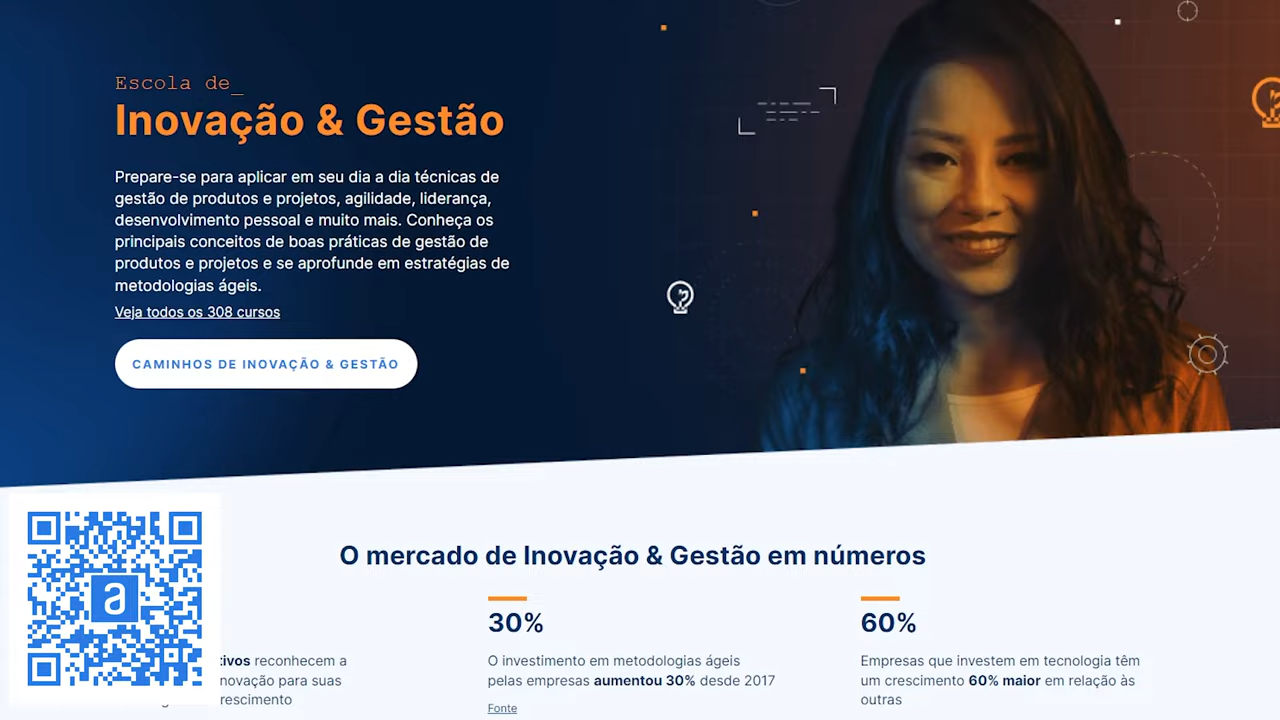 Escola de_
Inovação & Gestão
Prepare-se para aplicar em seu dia a dia técnicas de
gestão de produtos e projetos, agilidade, liderança,
desenvolvimento pessoal e muito mais. Conheça os
principais conceitos de boas práticas de gestão de
produtos e projetos e se aprofunde em estratégias de
metodologias ágeis.
Veja todos os 308 cursos
CAMINHOS DE INOVAÇÃO & GESTÃO
O mercado de Inovação & Gestão em números
tivos reconhecem a
novação para suas
rescimento
30%
O investimento em metodologias ágeis
pelas empresas aumentou 30% desde 2017
Fonte
60%
Empresas que investem em tecnologia têm
um crescimento 60% maior em relação às
outras
a